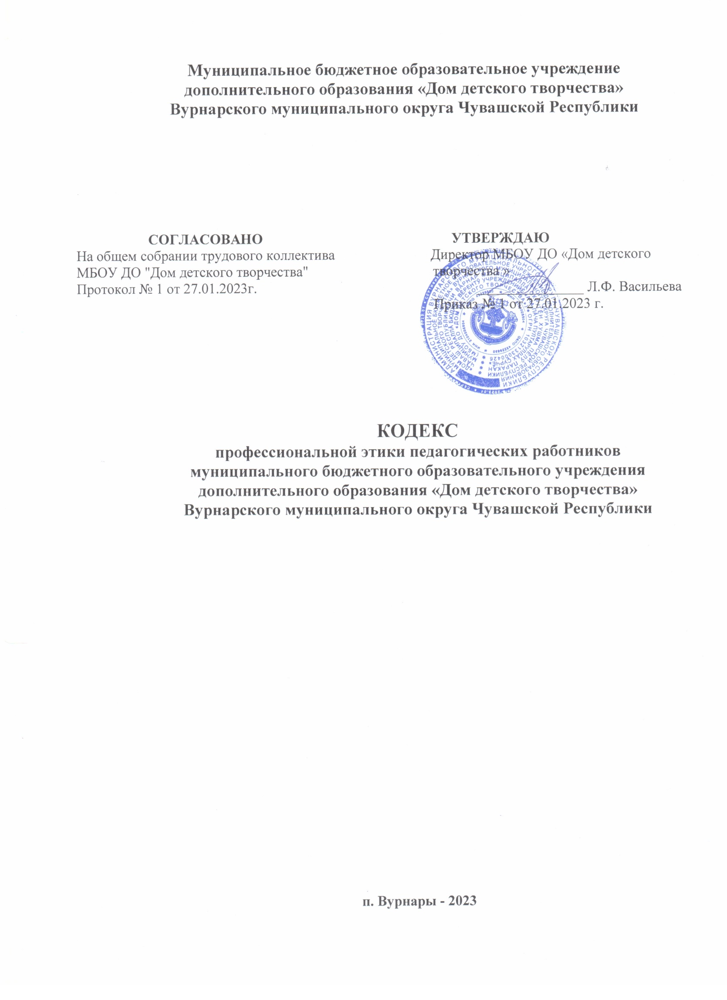 Муниципальное бюджетное образовательное учреждение
дополнительного образования «Дом детского творчества»
Вурнарского муниципального округа Чувашской Республики
СОГЛАСОВАНО
На общем собрании трудового коллектива
МБОУ ДО "Дом детского творчества"
Протокол № 1 от 27.01.2023г.
УТВЕРЖДАЮ
Директор МБОУ ДО «Дом детского
творчества »
Л.Ф. Васильева
Приказ № 1 от 27.01.2023 г.
КОДЕКС
профессиональной этики педагогических работников
муниципального бюджетного образовательного учреждения
дополнительного образования «Дом детского творчества»
Вурнарского муниципального округа Чувашской Республики
п. Вурнары - 2023